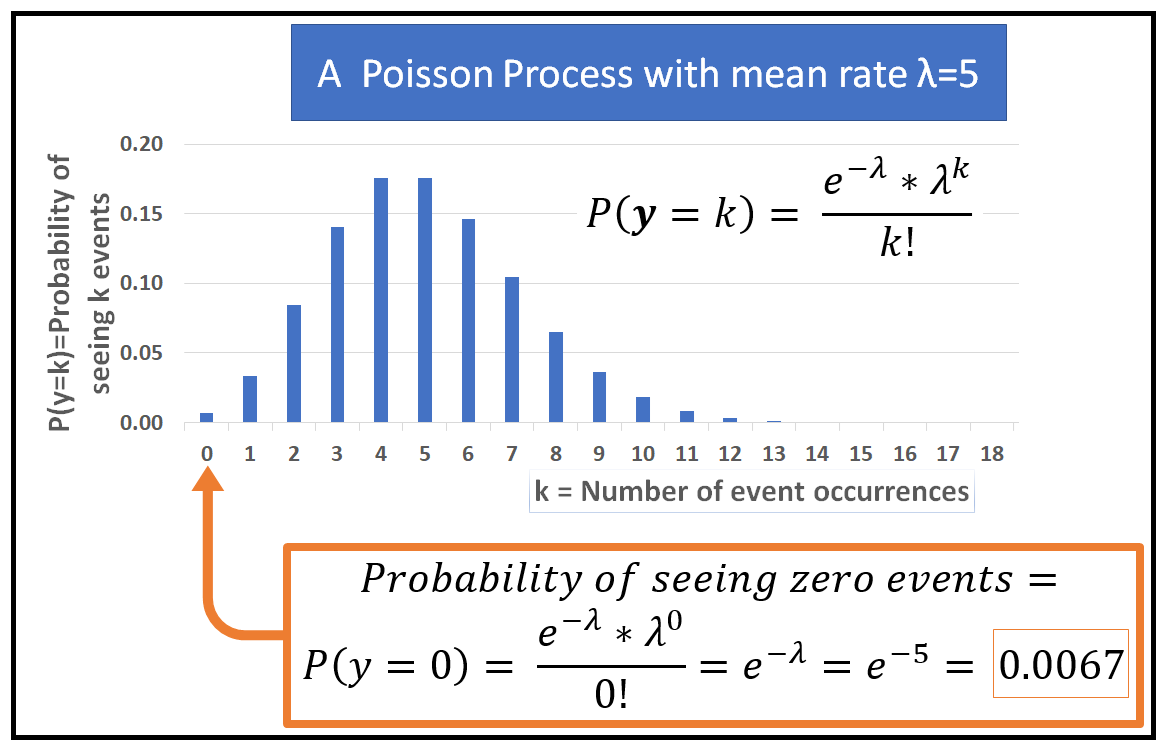 A Poisson Process with mean rate λ=5
P(y=k)=Probability of
seeing k events
0.20
0.15
0.10
0.05
0.00
P(y = k) = e^{−λ} * λ^k / k!
0 1 2 3 4 5 6 7 8 9 10 11 12 13 14 15 16 17 18
k = Number of event occurrences
Probability of seeing zero events =
P(y = 0) = e^{−λ} * λ^0 / 0! = e^{−λ} = e^{−5} = 0.0067